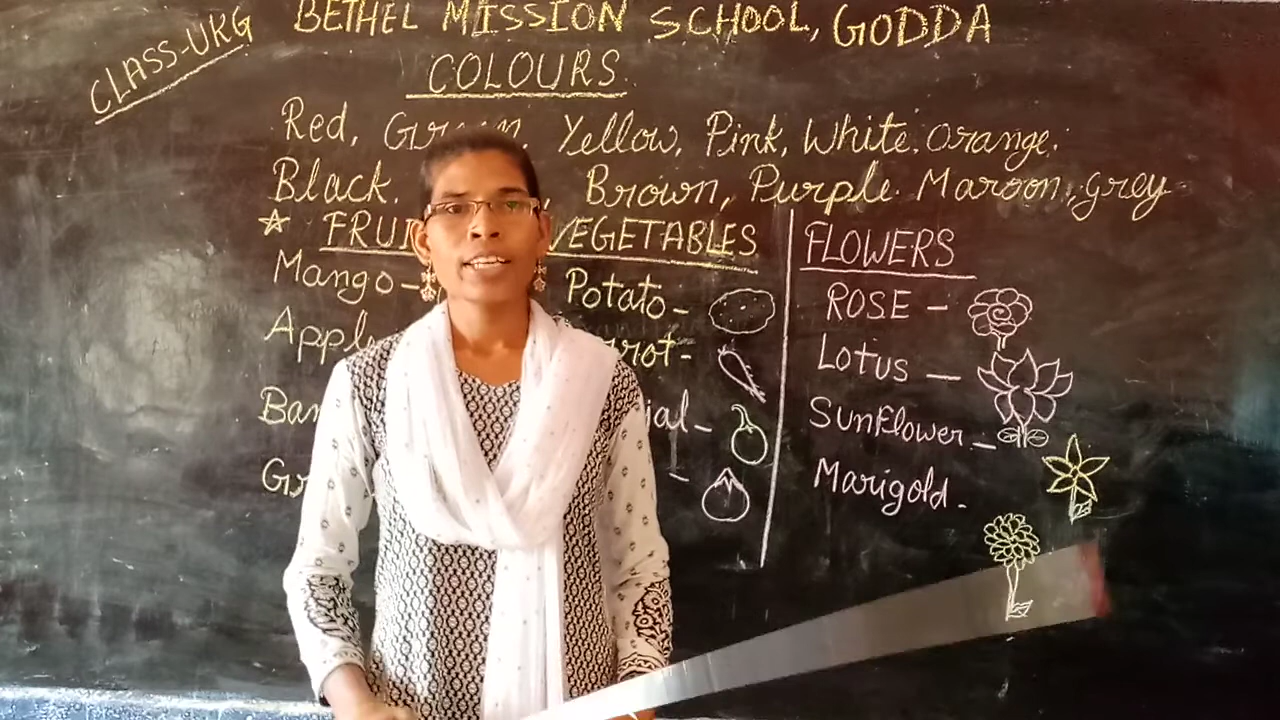 CLASS-UKG
BETHEL MISSION SCHOOL, GODDA
COLOURS
Red, Yellow, Pink, White. Orange.
Black. Brown, Purple. Maroon, Grey
VEGETABLES
FLOWERS
Mango-
Potato-
ROSE -
Lotus -
SunFlower -
Marigold -